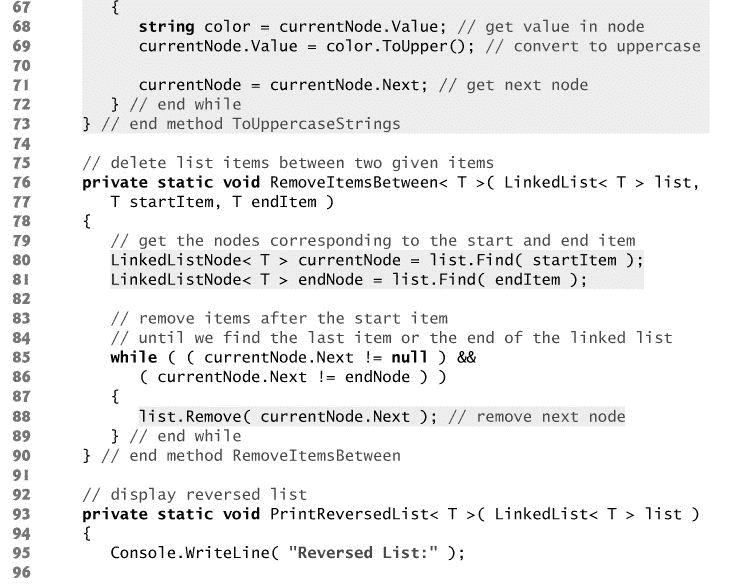 67 {
68 string color = currentNode.Value; // get value in node
69 currentNode.Value = color.ToUpper(); // convert to uppercase
70
71 currentNode = currentNode.Next; // get next node
72 } // end while
73 } // end method ToUppercaseStrings
74
75 // delete list items between two given items
76 private static void RemoveItemsBetween< T >( LinkedList< T > list,
77 T startItem, T endItem )
78 {
79 // get the nodes corresponding to the start and end item
80 LinkedListNode< T > currentNode = list.Find( startItem );
81 LinkedListNode< T > endNode = list.Find( endItem );
82
83 // remove items after the start item
84 // until we find the last item or the end of the linked list
85 while ( ( currentNode.Next != null ) &&
86 ( currentNode.Next != endNode ) )
87 {
88 list.Remove( currentNode.Next ); // remove next node
89 } // end while
90 } // end method RemoveItemsBetween
91
92 // display reversed list
93 private static void PrintReversedList< T >( LinkedList< T > list )
94 {
95 Console.WriteLine( "Reversed List:" );
96